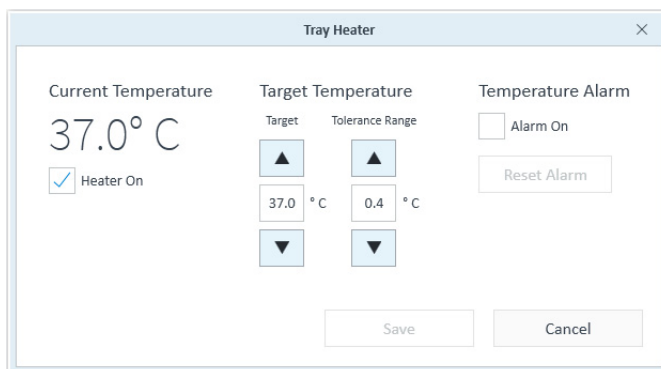 Tray Heater
Current Temperature
37.0° C
Heater On
Target Temperature
Target
Tolerance Range
37.0 ° C
0.4 ° C
Temperature Alarm
Alarm On
Reset Alarm
Save
Cancel